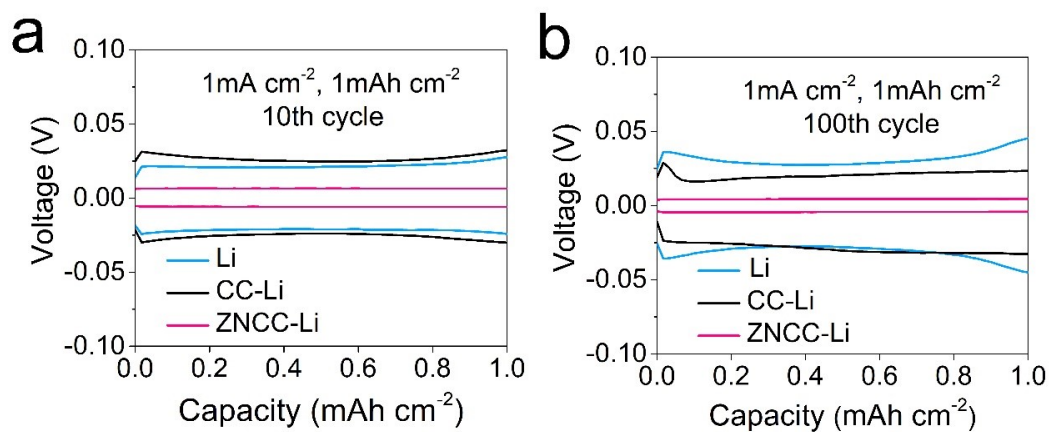 a
0.10
0.05
0.00
-0.05
-0.10
Voltage (V)
1mA cm⁻², 1mAh cm⁻²
10th cycle
Li
CC-Li
ZNCC-Li
0.0 0.2 0.4 0.6 0.8 1.0
Capacity (mAh cm⁻²)
b
0.10
0.05
0.00
-0.05
-0.10
Voltage (V)
1mA cm⁻², 1mAh cm⁻²
100th cycle
Li
CC-Li
ZNCC-Li
0.0 0.2 0.4 0.6 0.8 1.0
Capacity (mAh cm⁻²)